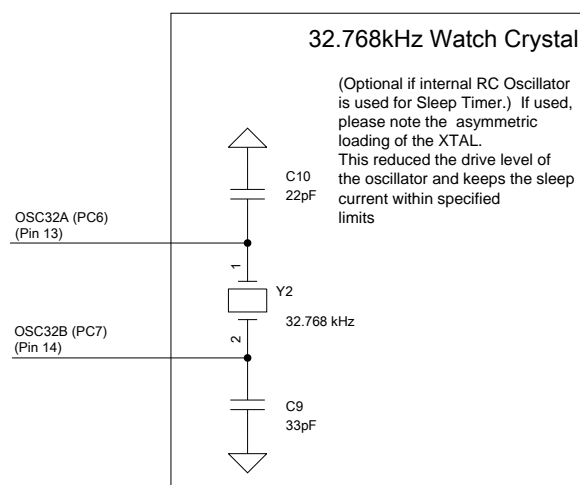 32.768kHz Watch Crystal
(Optional if internal RC Oscillator
is used for Sleep Timer.) If used,
please note the asymmetric
loading of the XTAL.
This reduced the drive level of
the oscillator and keeps the sleep
current within specified
limits
C10
22pF
OSC32A (PC6)
(Pin 13)
1
Y2
32.768 kHz
2
OSC32B (PC7)
(Pin 14)
C9
33pF